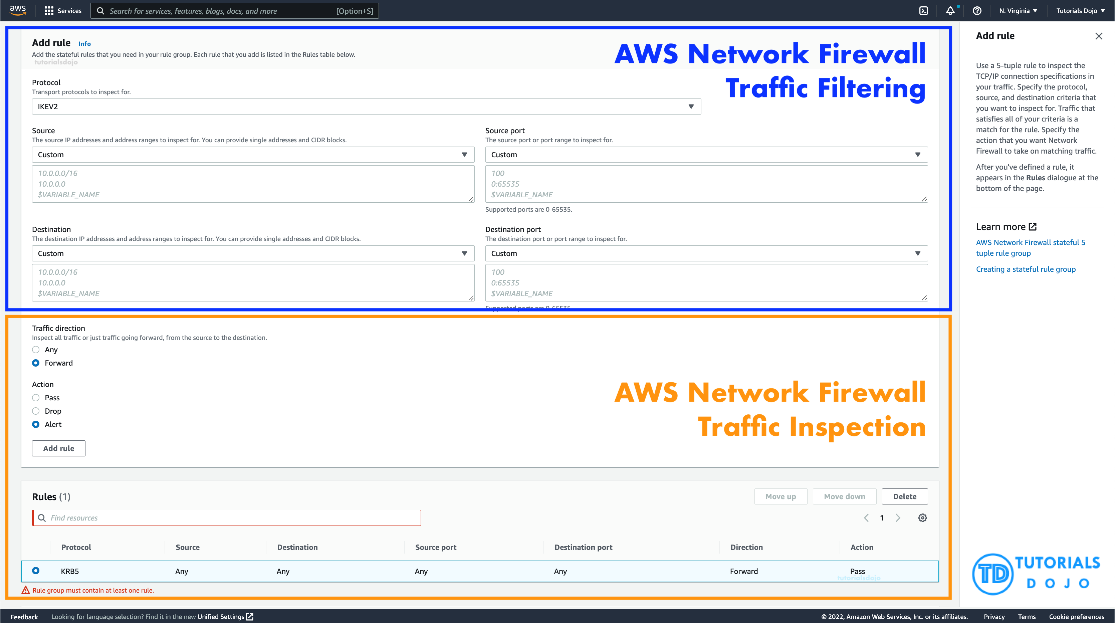 aws
Services
Search for services, features, blogs, docs, and more
[Option+S]
N. Virginia
Tutorials Dojo
Add rule Info
Add the stateful rules that you need in your rule group. Each rule that you add is listed in the Rules table below.
tutorialsdojo
AWS Network Firewall
Traffic Filtering
Protocol
Transport protocols to inspect for.
IKEV2
Source
The source IP addresses and address ranges to inspect for. You can provide single addresses and CIDR blocks.
Custom
10.0.0.0/16
10.0.0.0
$VARIABLE_NAME
Source port
The source port or port range to inspect for.
Custom
100
0:65535
$VARIABLE_NAME
Supported ports are 0-65535.
Destination
The destination IP addresses and address ranges to inspect for. You can provide single addresses and CIDR blocks.
Custom
10.0.0.0/16
10.0.0.0
$VARIABLE_NAME
Destination port
The destination port or port range to inspect for.
Custom
100
0:65535
$VARIABLE_NAME
Supported ports are 0-65535.
Traffic direction
Inspect all traffic or just traffic going forward, from the source to the destination.
Any
Forward
Action
Pass
Drop
Alert
Add rule
AWS Network Firewall
Traffic Inspection
Rules (1)
Move up
Move down
Delete
Find resources
1
Protocol Source Destination Source port Destination port Direction Action
KRB5 Any Any Any Any Forward Pass
tutorialsdojo
Rule group must contain at least one rule.
Add rule
Use a 5-tuple rule to inspect the
TCP/IP connection specifications in
your traffic. Specify the protocol,
source, and destination criteria that
you want to inspect for. Traffic that
satisfies all of your criteria is a
match for the rule. Specify the
action that you want Network
Firewall to take on matching traffic.
After you've defined a rule, it
appears in the Rules dialogue at the
bottom of the page.
Learn more
AWS Network Firewall stateful 5
tuple rule group
Creating a stateful rule group
TD
TUTORIALS
DOJO
Feedback
Looking for language selection? Find it in the new Unified Settings
© 2022, Amazon Web Services, Inc. or its affiliates.
Privacy
Terms
Cookie preferences